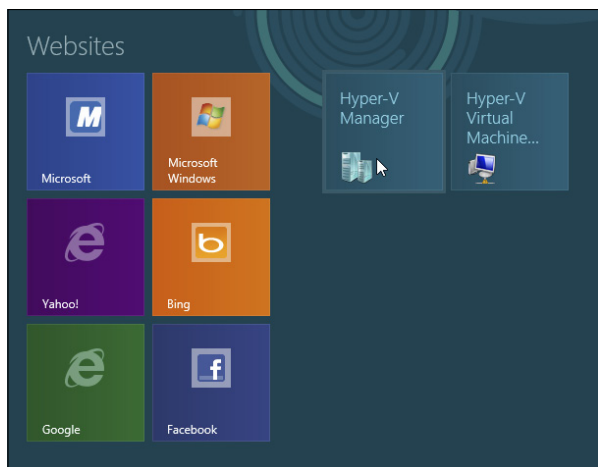 Websites
Microsoft
Microsoft
Windows
Hyper-V
Manager
Hyper-V
Virtual
Machine...
Yahoo!
Bing
Google
Facebook